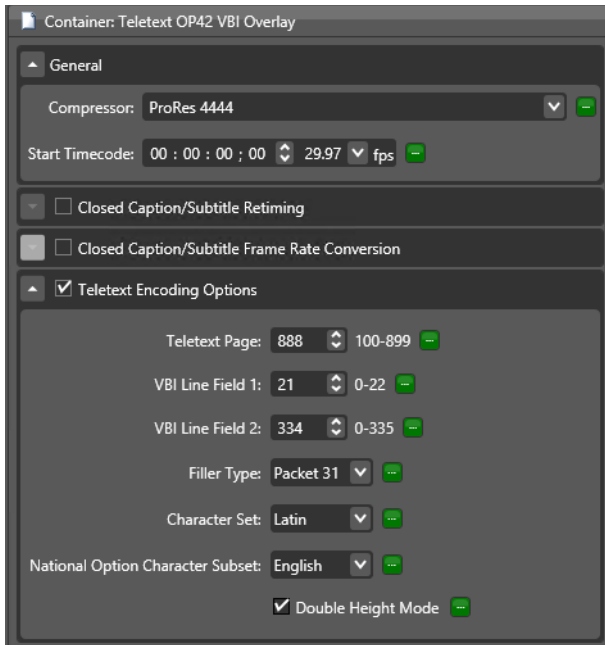 Container: Teletext OP42 VBI Overlay
General
Compressor: ProRes 4444
Start Timecode: 00 : 00 : 00 ; 00 29.97 fps
Closed Caption/Subtitle Retiming
Closed Caption/Subtitle Frame Rate Conversion
Teletext Encoding Options
Teletext Page: 888 100-899
VBI Line Field 1: 21 0-22
VBI Line Field 2: 334 0-335
Filler Type: Packet 31
Character Set: Latin
National Option Character Subset: English
Double Height Mode